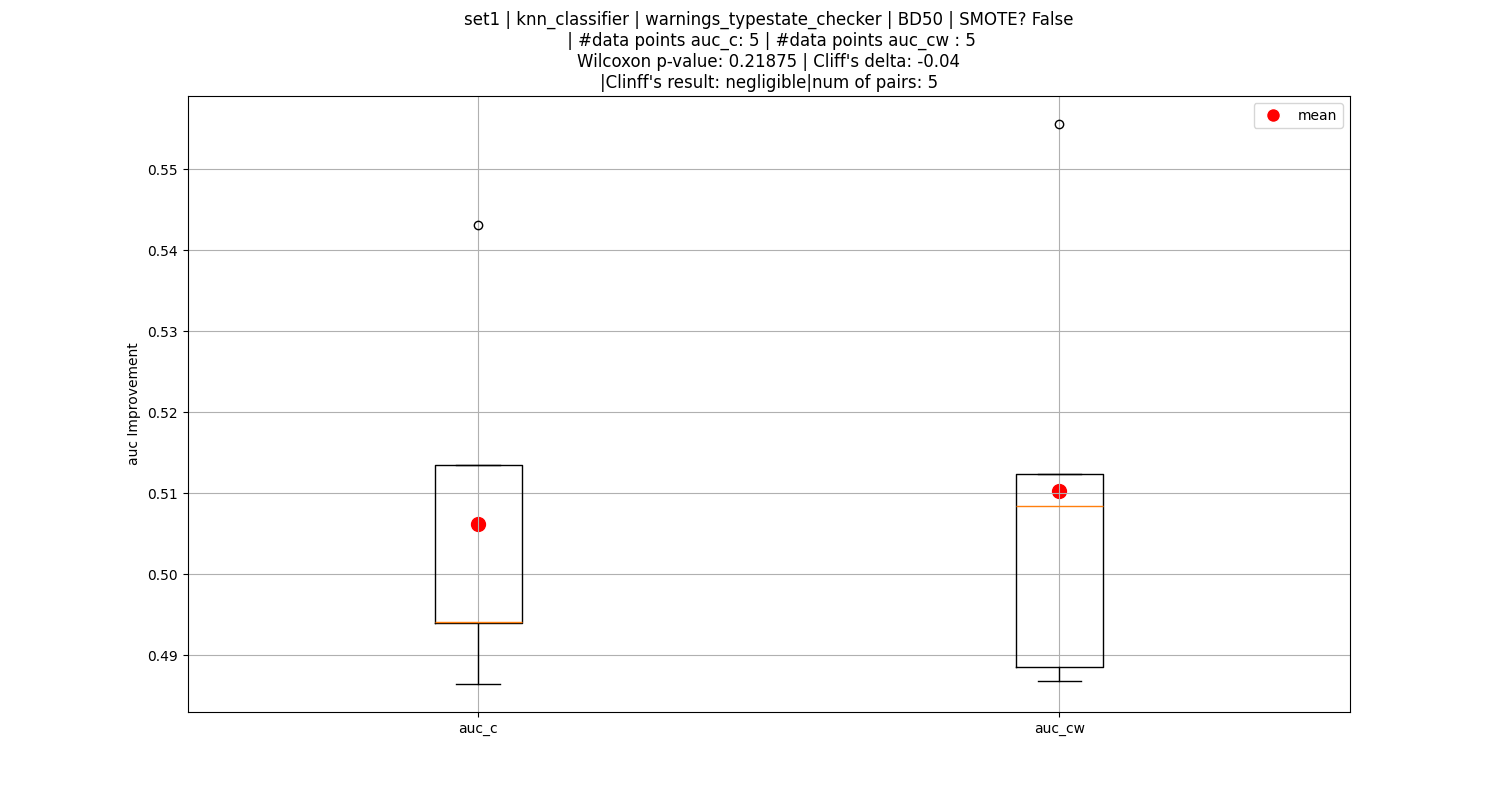 set1 | knn_classifier | warnings_typestate_checker | BD50 | SMOTE? False
| #data points auc_c: 5 | #data points auc_cw : 5
Wilcoxon p-value: 0.21875 | Cliff's delta: -0.04
|Clinff's result: negligible|num of pairs: 5
mean
0.55
0.54
0.53
0.52
0.51
0.50
0.49
auc Improvement
auc_c
auc_cw